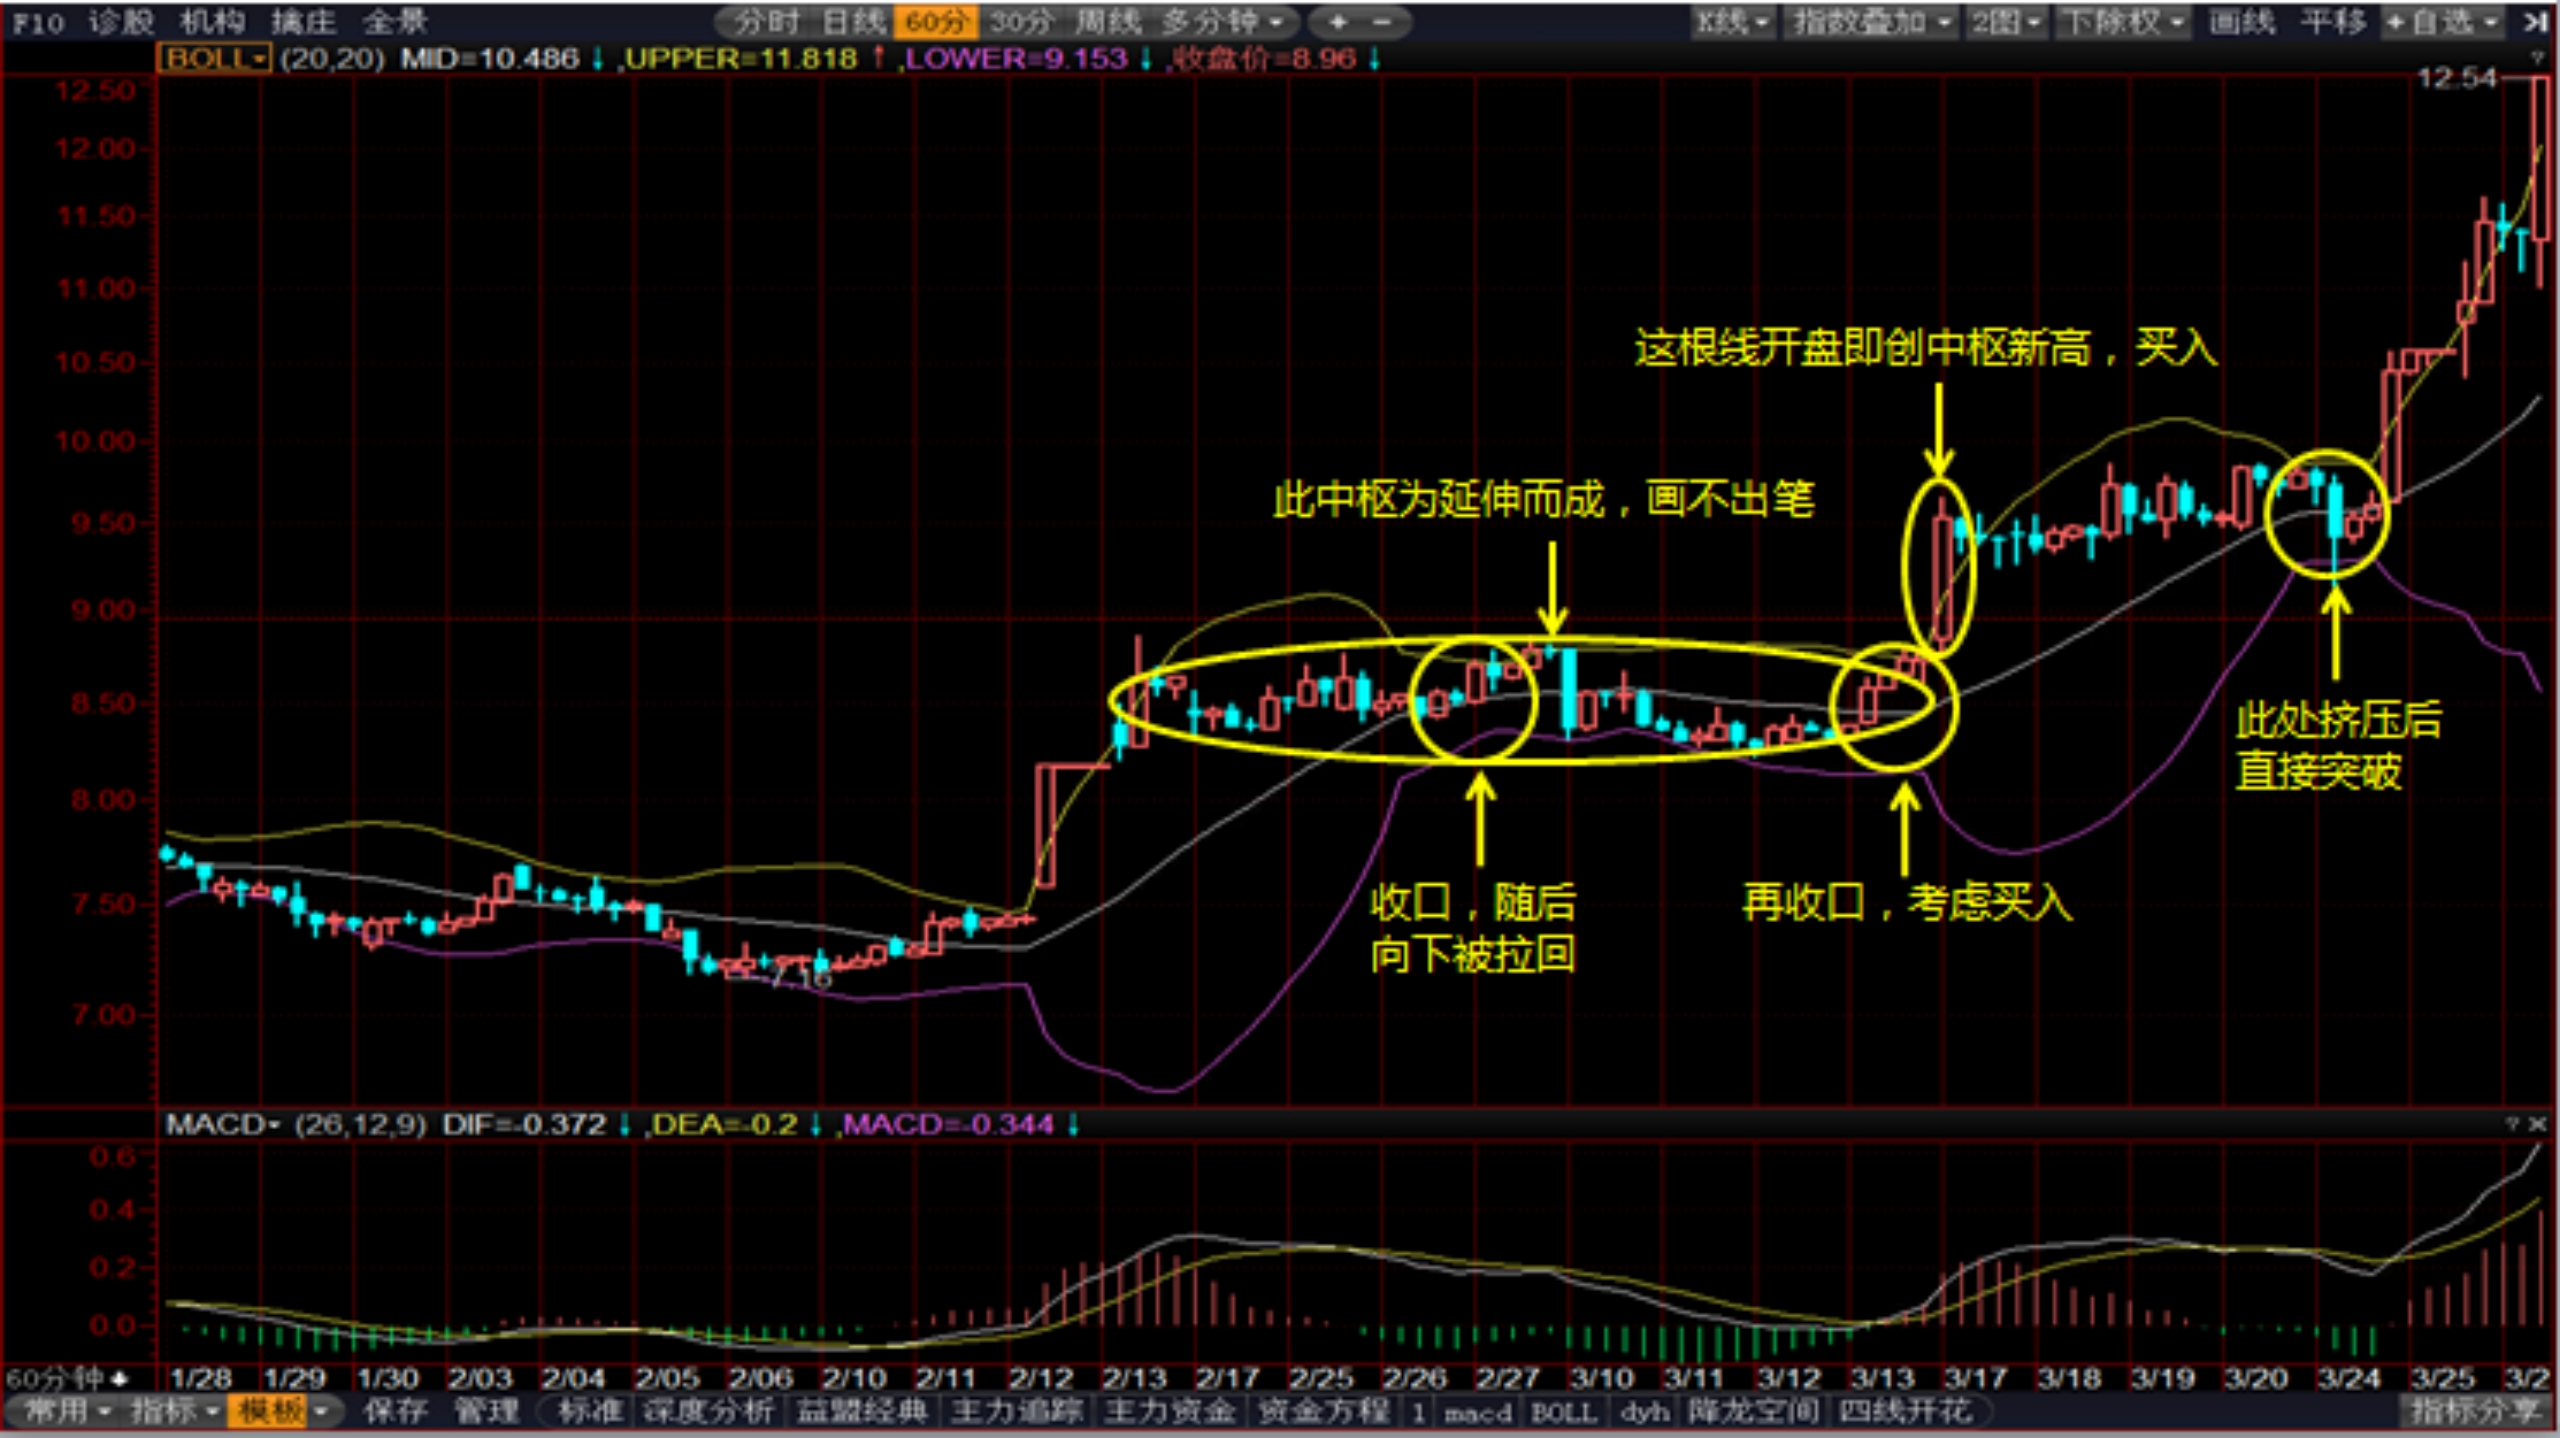 F10 诊股 机构 擒庄 全景 分时 日线 60分 30分 周线 多分钟 + - K线 指数叠加 2图 下除权 画线 平移 +自选
BOLL (20,20) MID=10.486↓,UPPER=11.818↑,LOWER=9.153↓,收盘价=8.96↓ ?
12.54
12.50
12.00
11.50
11.00
10.50
10.00
9.50
9.00
8.50
8.00
7.50
7.00
这根线开盘即创中枢新高，买入
此中枢为延伸而成，画不出笔
此处挤压后
直接突破
收口，随后
向下被拉回
再收口，考虑买入
7.16
MACD (26,12,9) DIF=-0.372↓,DEA=-0.2↓,MACD=-0.344↓ ? ×
0.6
0.4
0.2
0.0
60分钟 1/28 1/29 1/30 2/03 2/04 2/05 2/06 2/10 2/11 2/12 2/13 2/17 2/25 2/26 2/27 3/10 3/11 3/12 3/13 3/17 3/18 3/19 3/20 3/24 3/25 3/2
常用 指标 模板 保存 管理 标准 深度分析 益盟经典 主力追踪 主力资金 资金方程 1 macd BOLL dyh 降龙空间 四线开花 指标分享